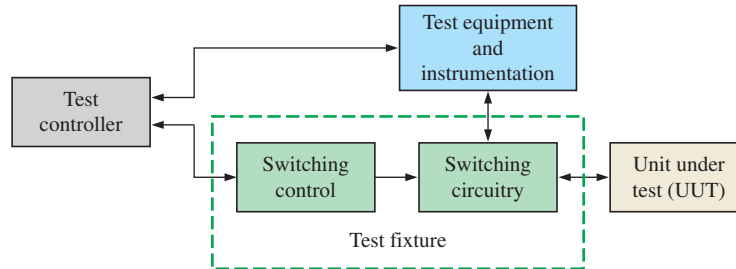 Test equipment
and
instrumentation
Test
controller
Switching
control
Switching
circuitry
Unit under
test (UUT)
Test fixture